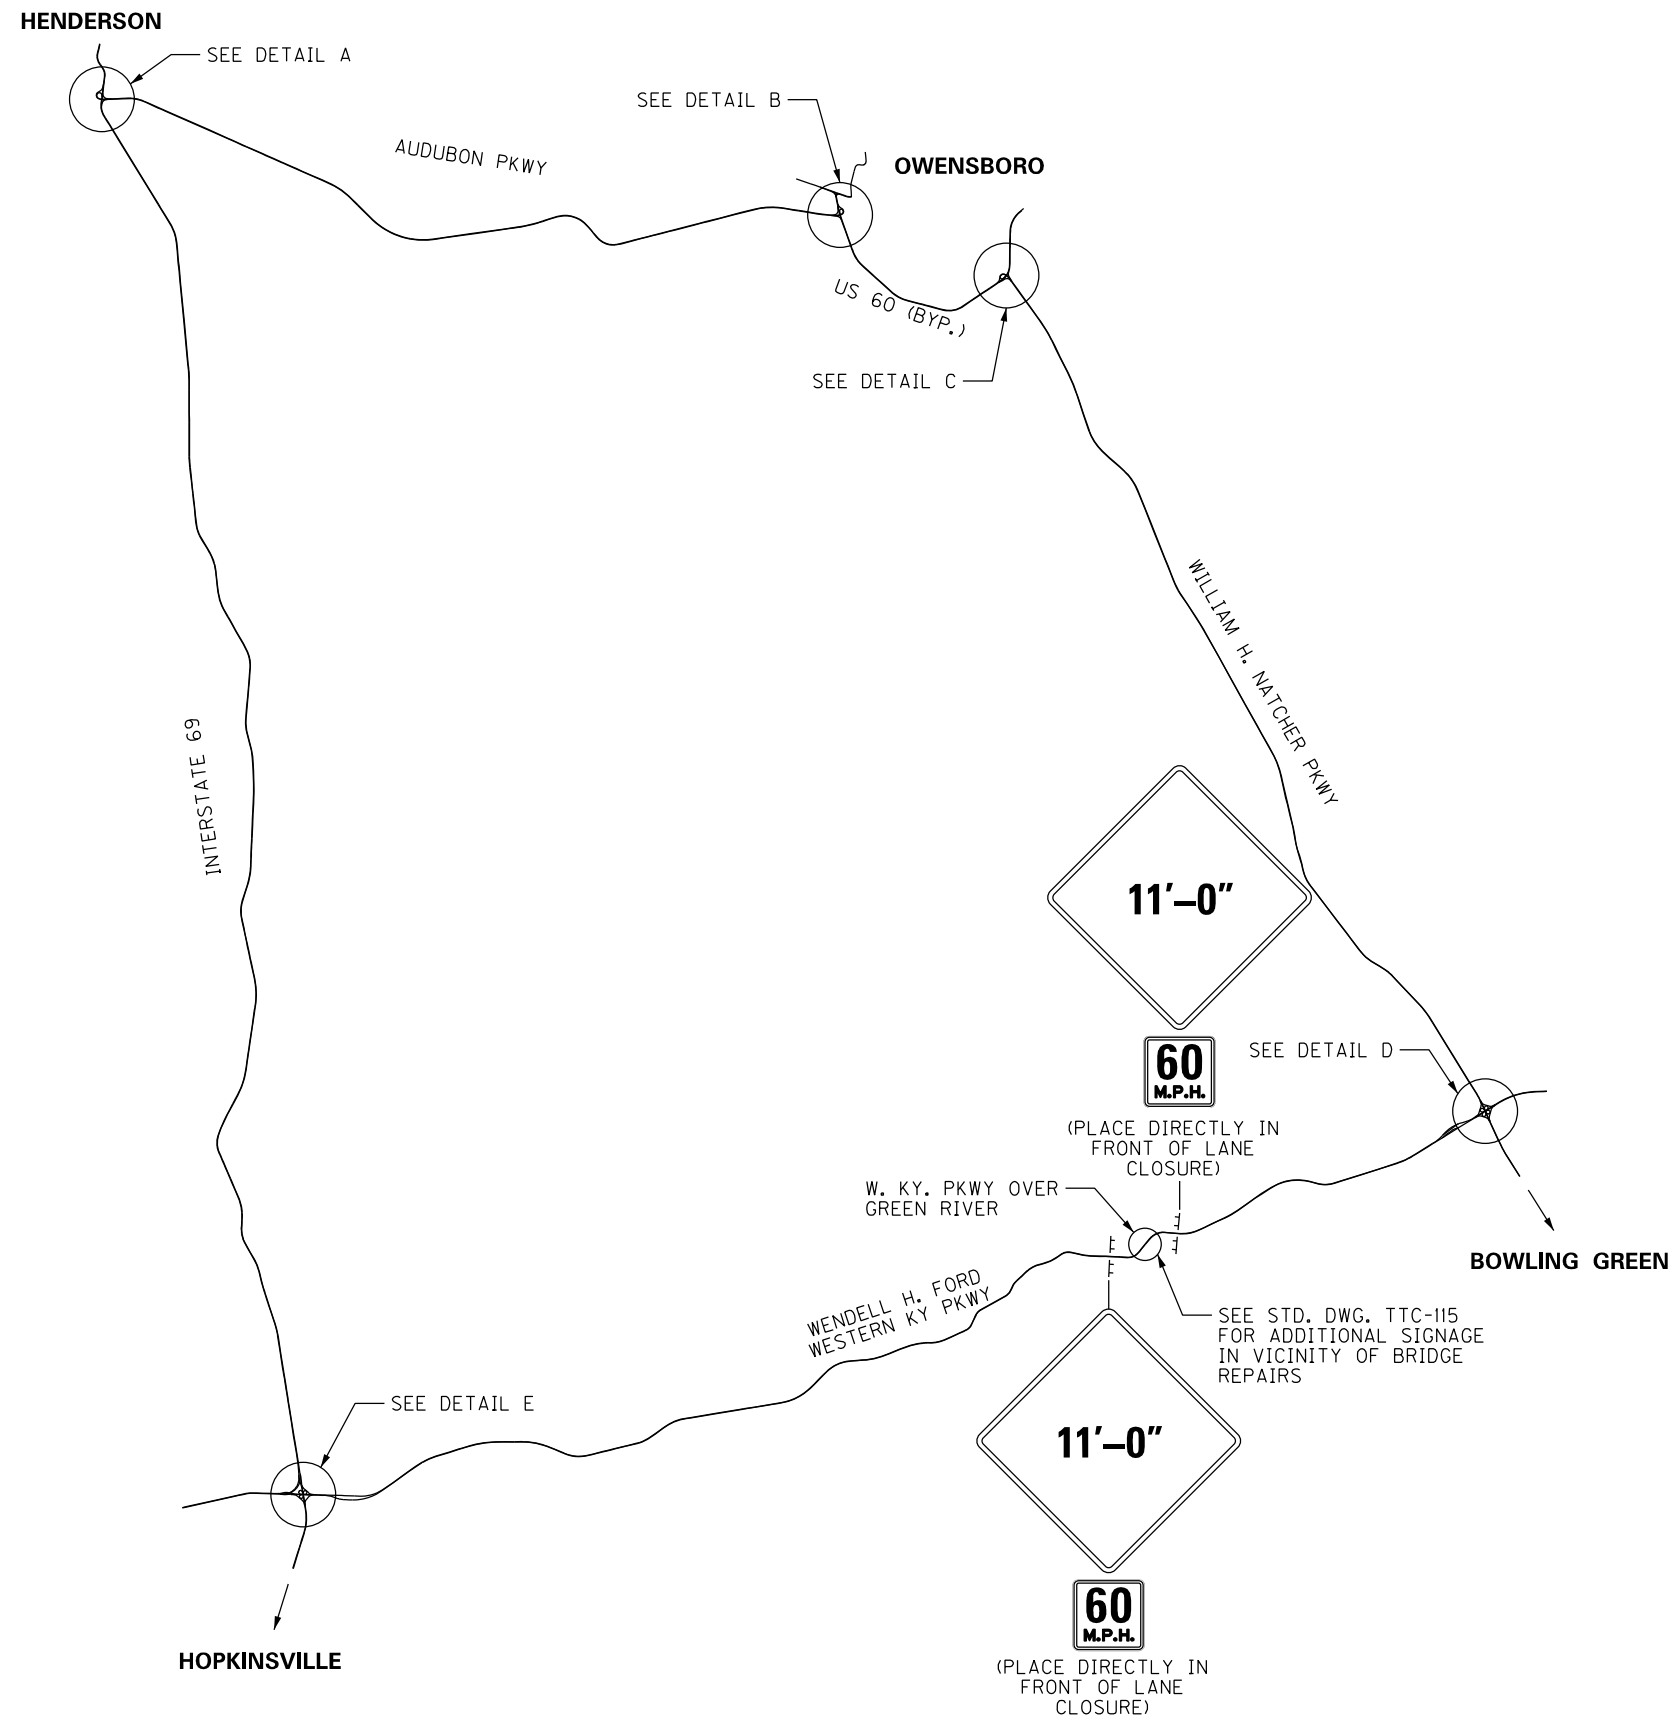 HENDERSON
SEE DETAIL A
SEE DETAIL B
AUDUBON PKWY
OWENSBORO
US 60 (BYP.)
SEE DETAIL C
WILLIAM H. NATCHER PKWY
INTERSTATE 69
11'–0"
60
M.P.H.
SEE DETAIL D
(PLACE DIRECTLY IN
FRONT OF LANE
CLOSURE)
W. KY. PKWY OVER
GREEN RIVER
BOWLING GREEN
WENDELL H. FORD
WESTERN KY PKWY
SEE STD. DWG. TTC-115
FOR ADDITIONAL SIGNAGE
IN VICINITY OF BRIDGE
REPAIRS
SEE DETAIL E
11'–0"
60
M.P.H.
HOPKINSVILLE
(PLACE DIRECTLY IN
FRONT OF LANE
CLOSURE)